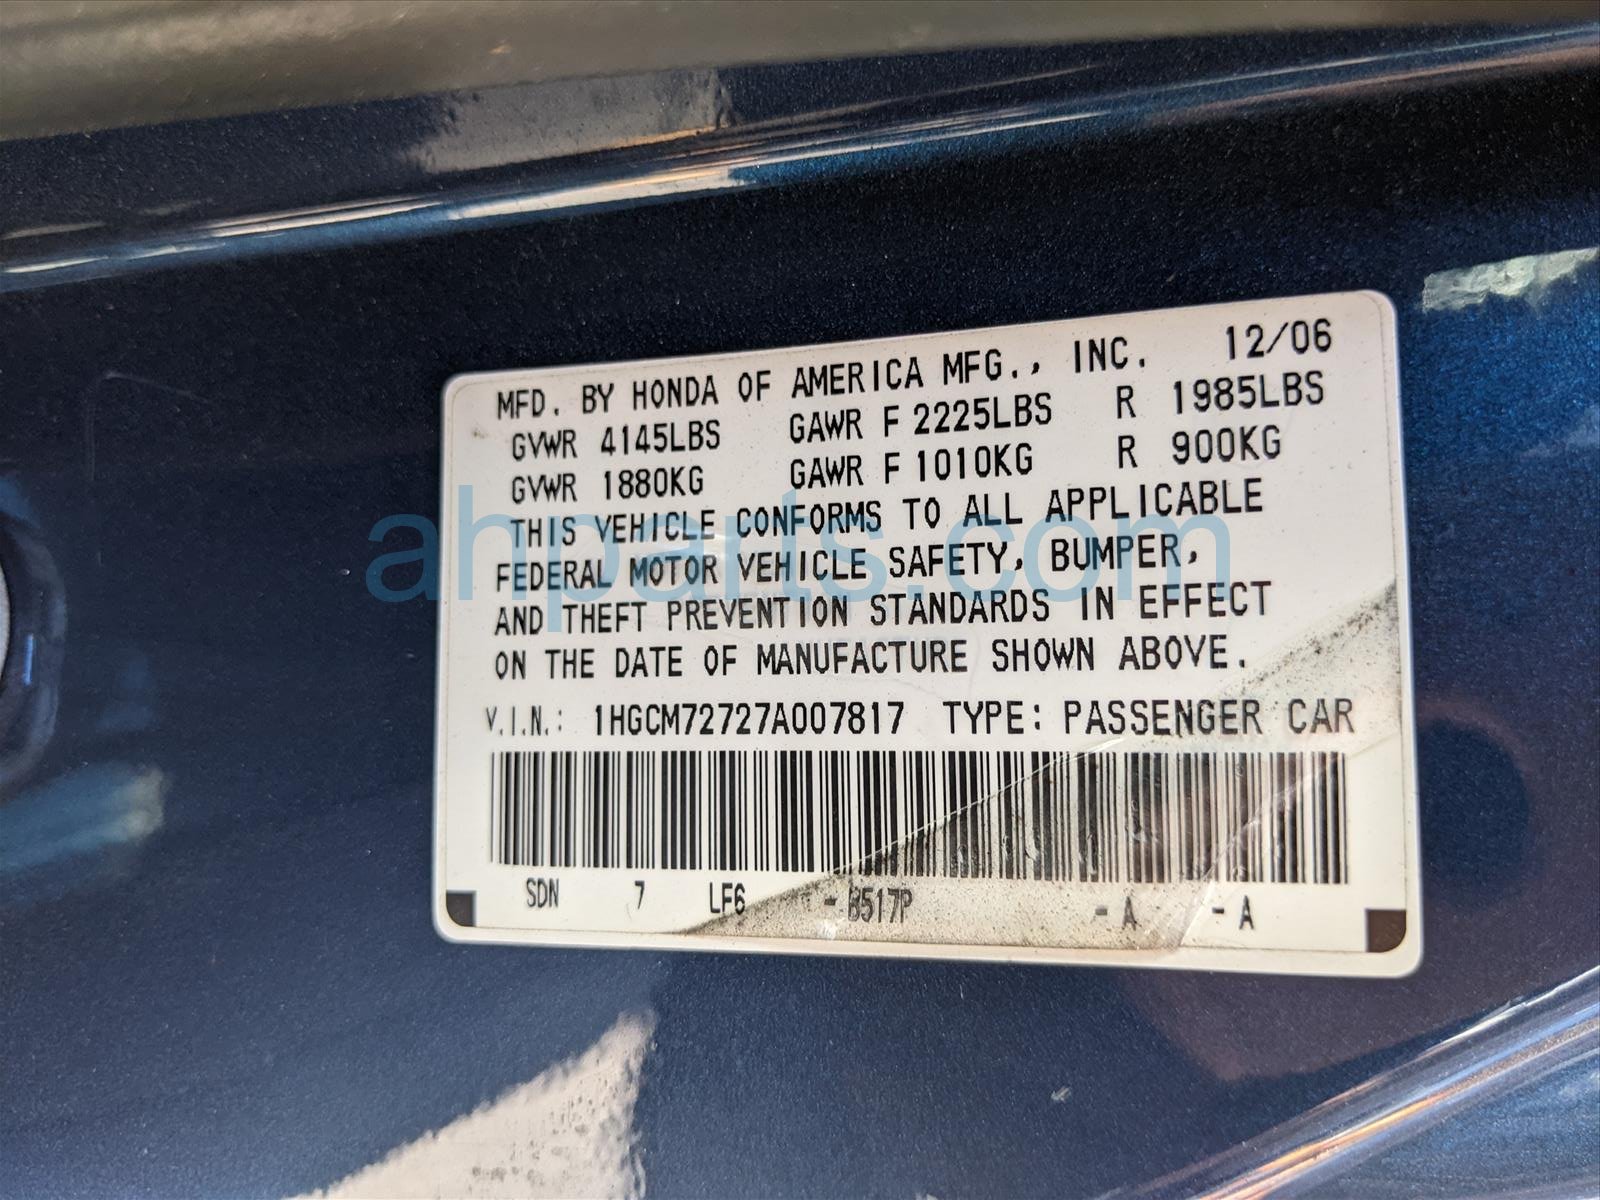 MFD. BY HONDA OF AMERICA MFG., INC. 12/06
GVWR 4145LBS GAWR F 2225LBS R 1985LBS
GVWR 1880KG GAWR F 1010KG R 900KG
THIS VEHICLE CONFORMS TO ALL APPLICABLE
FEDERAL MOTOR VEHICLE SAFETY, BUMPER,
AND THEFT PREVENTION STANDARDS IN EFFECT
ON THE DATE OF MANUFACTURE SHOWN ABOVE.
V.I.N.: 1HGCM72727A007817 TYPE: PASSENGER CAR
SDN 7 LF6 - B517P - A - A
ahparts.com